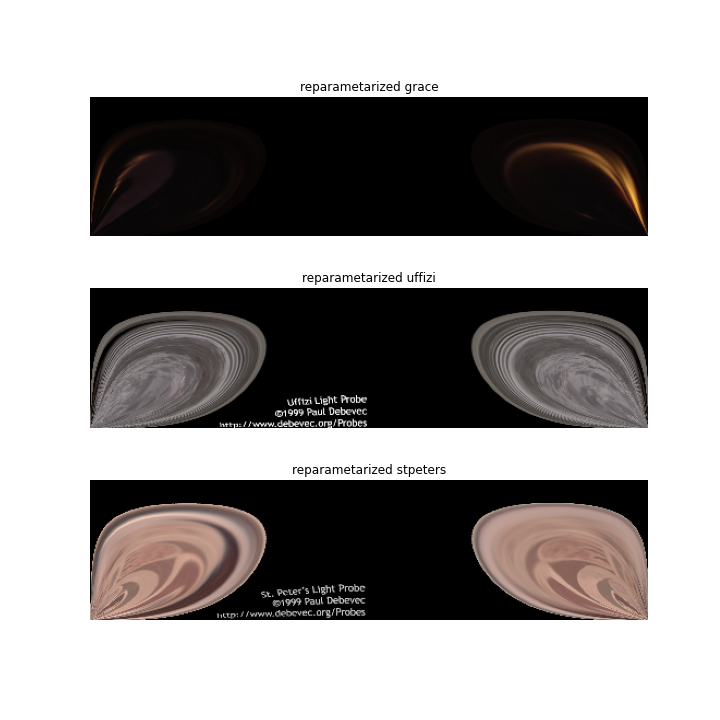 reparametarized grace
reparametarized uffizi
Uffizi Light Probe
©1999 Paul Debevec
http://www.debevec.org/Probes
reparametarized stpeters
St. Peter's Light Probe
©1999 Paul Debevec
http://www.debevec.org/Probes